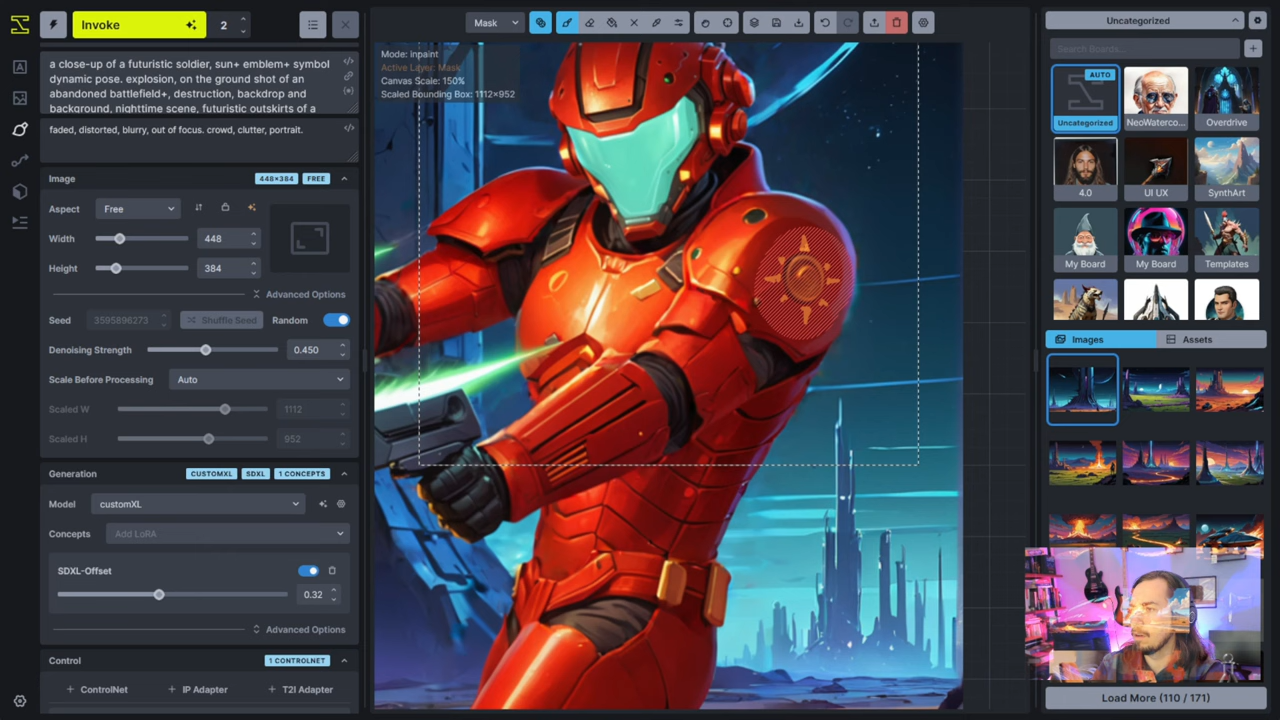 Invoke
2
a close-up of a futuristic soldier, sun+ emblem+ symbol
dynamic pose. explosion, on the ground shot of an
abandoned battlefield+, destruction, backdrop and
background, nighttime scene, futuristic outskirts of a
faded, distorted, blurry, out of focus. crowd, clutter, portrait.
Image
448×384
FREE
Aspect
Free
Width
448
Height
384
Advanced Options
Seed
3595896273
Shuffle Seed
Random
Denoising Strength
0.450
Scale Before Processing
Auto
Scaled W
1112
Scaled H
952
Generation
CUSTOMXL
SDXL
1 CONCEPTS
Model
customXL
Concepts
Add LoRA
SDXL-Offset
0.32
Advanced Options
Control
1 CONTROLNET
+ ControlNet
+ IP Adapter
+ T2I Adapter
Mask
Mode: Inpaint
Active Layer: Mask
Canvas Scale: 150%
Scaled Bounding Box: 1112×952
Uncategorized
Search Boards...
AUTO
Uncategorized
NeoWaterco...
Overdrive
4.0
UI UX
SynthArt
My Board
My Board
Templates
Images
Assets
Load More (110 / 171)